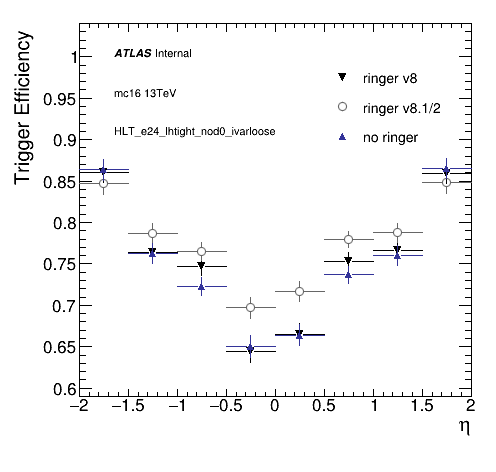 Trigger Efficiency
1
0.95
0.9
0.85
0.8
0.75
0.7
0.65
0.6
ATLAS Internal
mc16 13TeV
HLT_e24_lhtight_nod0_ivarloose
ringer v8
ringer v8.1/2
no ringer
−2 −1.5 −1 −0.5 0 0.5 1 1.5 2
η